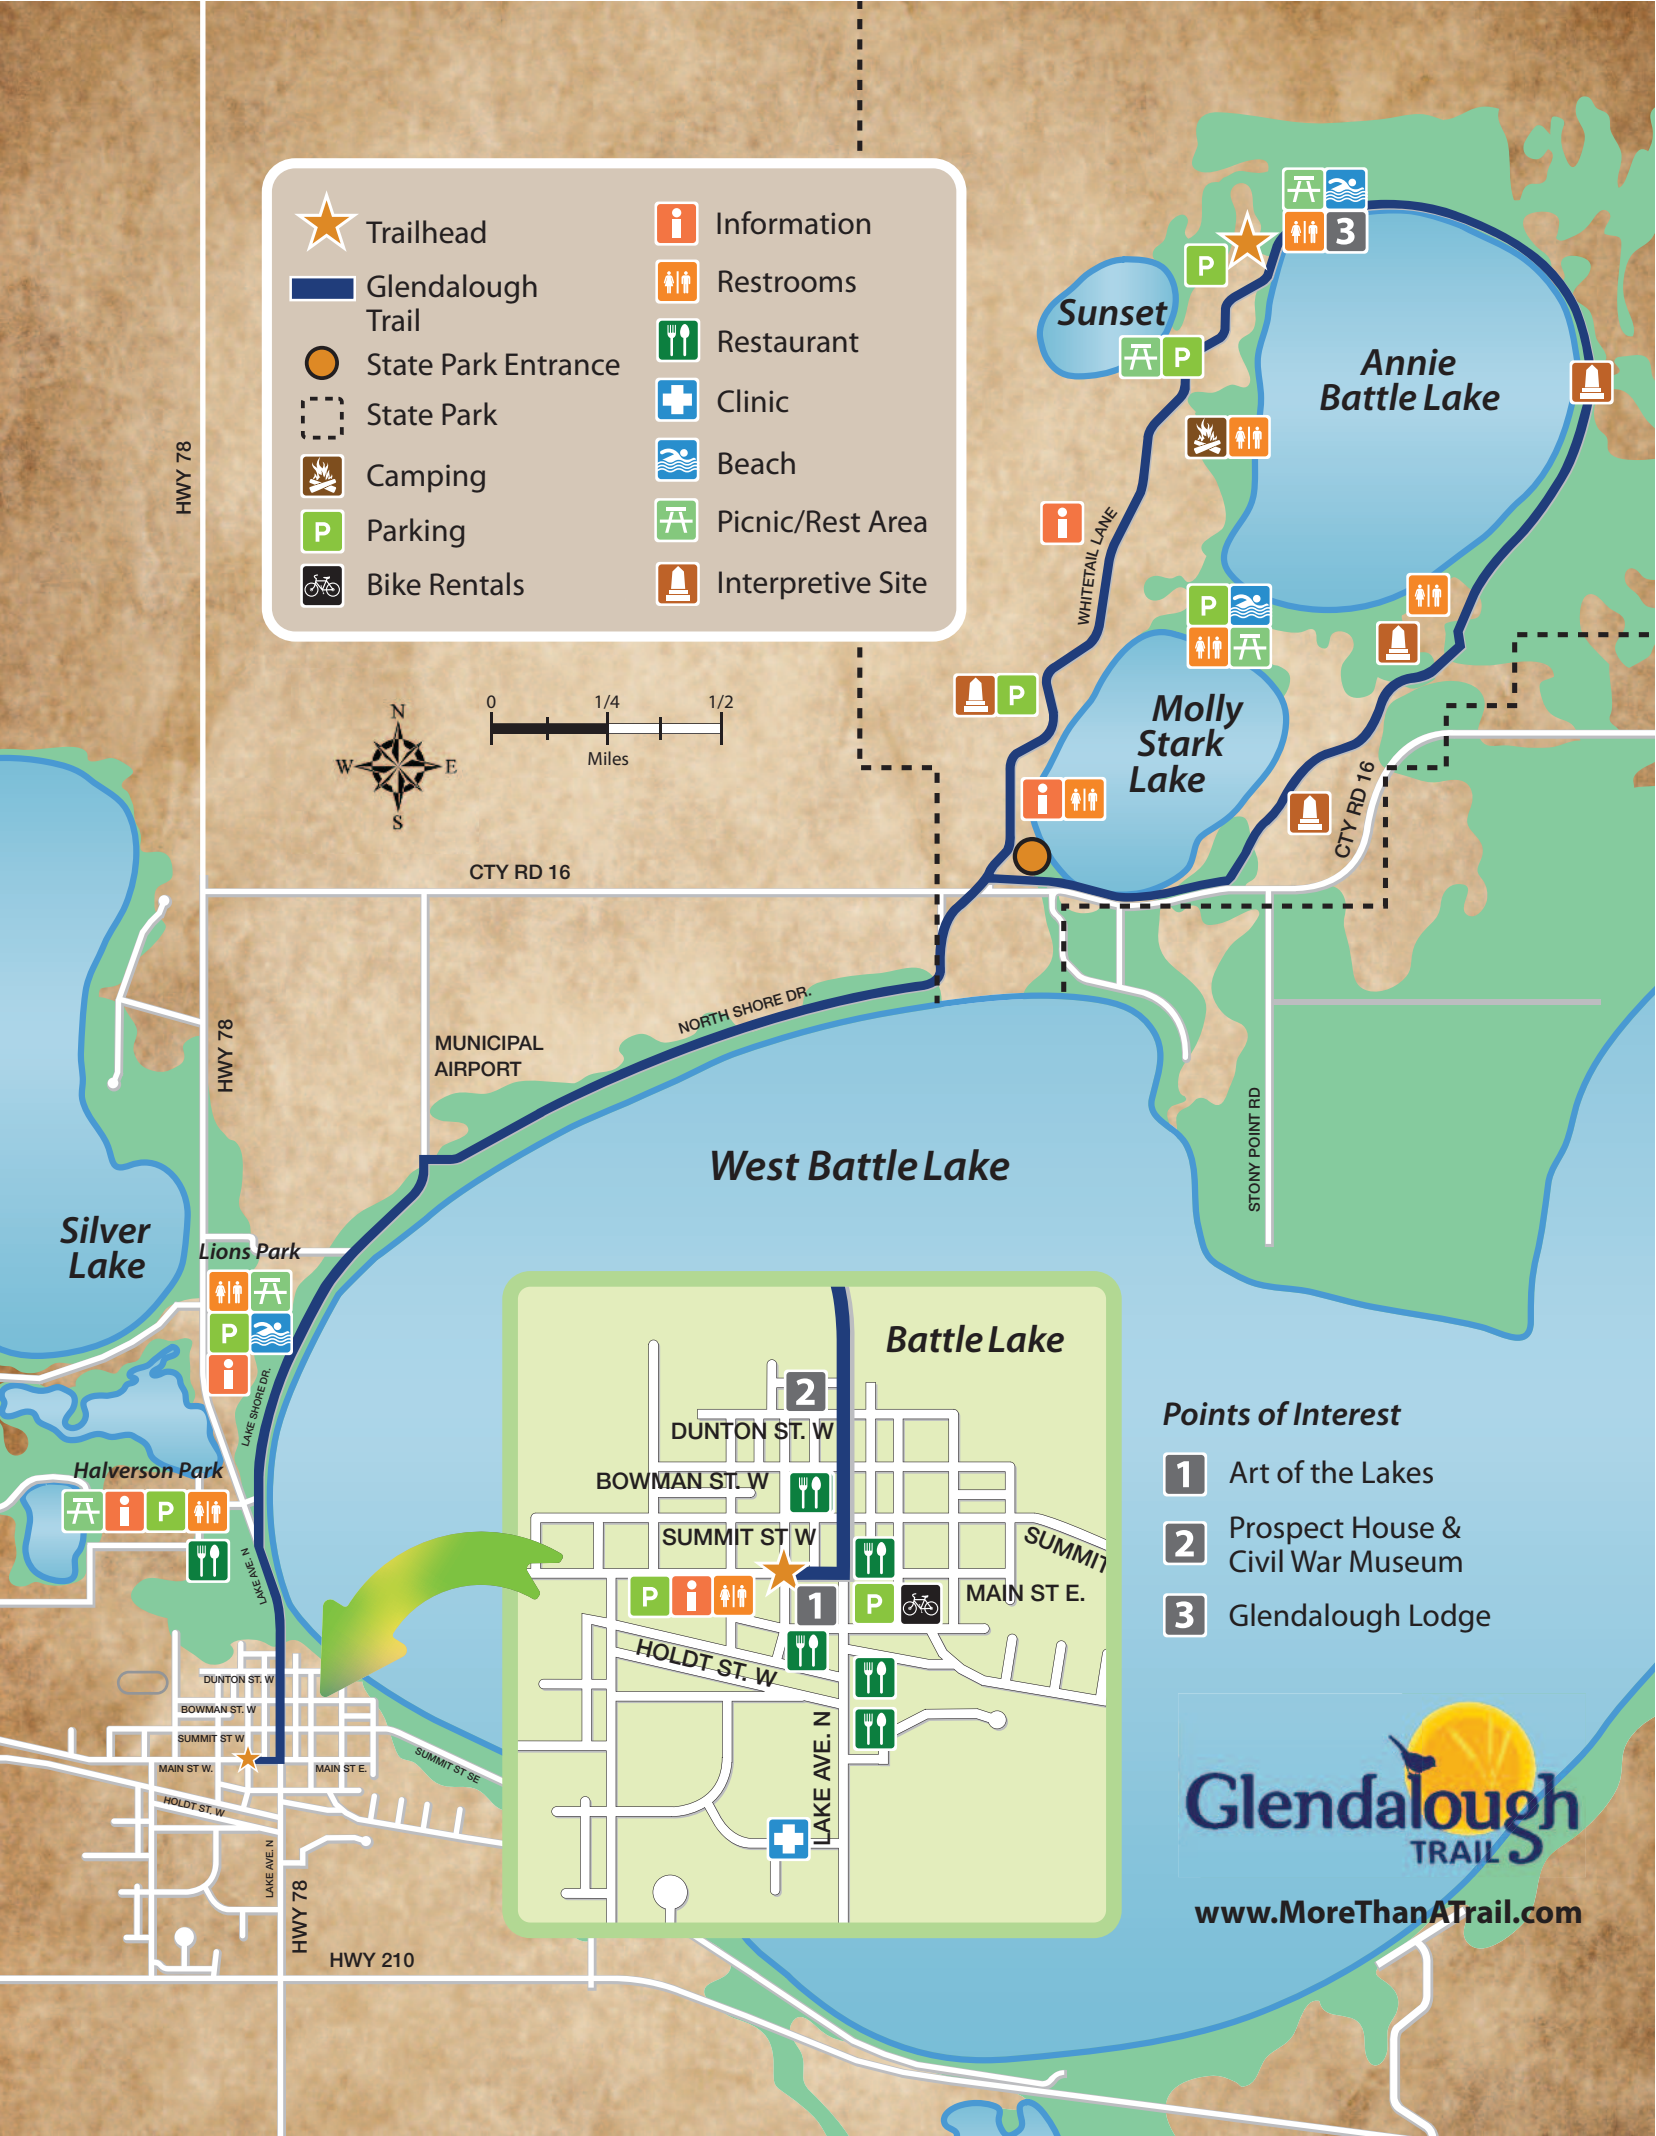 HWY 78
Trailhead
Glendalough
Trail
State Park Entrance
State Park
Camping
P
Parking
Bike Rentals
i
Information
Restrooms
Restaurant
Clinic
Beach
Picnic/Rest Area
Interpretive Site
3
P
Sunset
P
Annie
Battle Lake
i
WHITETAIL LANE
P
P
Molly
Stark
Lake
i
CTY RD 16
N
W
E
S
0
1/4
1/2
Miles
CTY RD 16
NORTH SHORE DR.
MUNICIPAL
AIRPORT
HWY 78
STONY POINT RD
West Battle Lake
Silver
Lake
Lions Park
P
i
LAKE SHORE DR.
Halverson Park
i
P
LAKE AVE. N
DUNTON ST. W
BOWMAN ST. W
SUMMIT ST W
MAIN ST W.
MAIN ST E.
SUMMIT ST SE
HOLDT ST. W
LAKE AVE. N
HWY 78
HWY 210
Battle Lake
2
DUNTON ST. W
BOWMAN ST. W
SUMMIT ST W
SUMMIT
P
i
1
P
MAIN ST E.
HOLDT ST. W
LAKE AVE. N
Points of Interest
1
Art of the Lakes
2
Prospect House &
Civil War Museum
3
Glendalough Lodge
Glendalough
TRAIL
www.MoreThanATrail.com